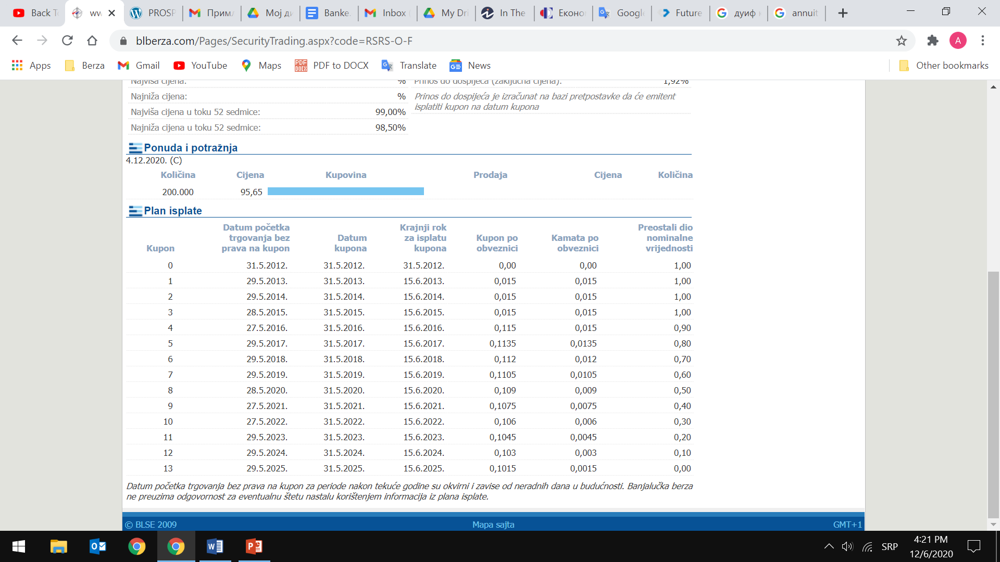 Back T
ww
PROSP
Примл
Мој ди
Banke.
Inbox
My Dri
In The
Еконо
Google
Future
дуиф к
annuit
blberza.com/Pages/SecurityTrading.aspx?code=RSRS-O-F
A
Apps Berza Gmail YouTube Maps PDF to DOCX Translate News Other bookmarks
Najviša cijena: % Prinos do dospijeća (zaključna cijena): 1,92%
Najniža cijena: % Prinos do dospijeća je izračunat na bazi pretpostavke da će emitent
isplatiti kupon na datum kupona
Najviša cijena u toku 52 sedmice: 99,00%
Najniža cijena u toku 52 sedmice: 98,50%
Ponuda i potražnja
4.12.2020. (C)
Količina Cijena Kupovina Prodaja Cijena Količina
200.000 95,65
Plan isplate
Datum početka Krajnji rok Preostali dio
trgovanja bez Datum za isplatu Kupon po Kamata po nominalne
Kupon prava na kupon kupona kupona obveznici obveznici vrijednosti
0 31.5.2012. 31.5.2012. 31.5.2012. 0,00 0,00 1,00
1 29.5.2013. 31.5.2013. 15.6.2013. 0,015 0,015 1,00
2 29.5.2014. 31.5.2014. 15.6.2014. 0,015 0,015 1,00
3 28.5.2015. 31.5.2015. 15.6.2015. 0,015 0,015 1,00
4 27.5.2016. 31.5.2016. 15.6.2016. 0,115 0,015 0,90
5 29.5.2017. 31.5.2017. 15.6.2017. 0,1135 0,0135 0,80
6 29.5.2018. 31.5.2018. 15.6.2018. 0,112 0,012 0,70
7 29.5.2019. 31.5.2019. 15.6.2019. 0,1105 0,0105 0,60
8 28.5.2020. 31.5.2020. 15.6.2020. 0,109 0,009 0,50
9 27.5.2021. 31.5.2021. 15.6.2021. 0,1075 0,0075 0,40
10 27.5.2022. 31.5.2022. 15.6.2022. 0,106 0,006 0,30
11 29.5.2023. 31.5.2023. 15.6.2023. 0,1045 0,0045 0,20
12 29.5.2024. 31.5.2024. 15.6.2024. 0,103 0,003 0,10
13 29.5.2025. 31.5.2025. 15.6.2025. 0,1015 0,0015 0,00
Datum početka trgovanja bez prava na kupon za periode nakon tekuće godine su okvirni i zavise od neradnih dana u budućnosti. Banjalučka berza
ne preuzima odgovornost za eventualnu štetu nastalu korištenjem informacija iz plana isplate.
© BLSE 2009 Mapa sajta GMT+1
SRP
4:21 PM
12/6/2020